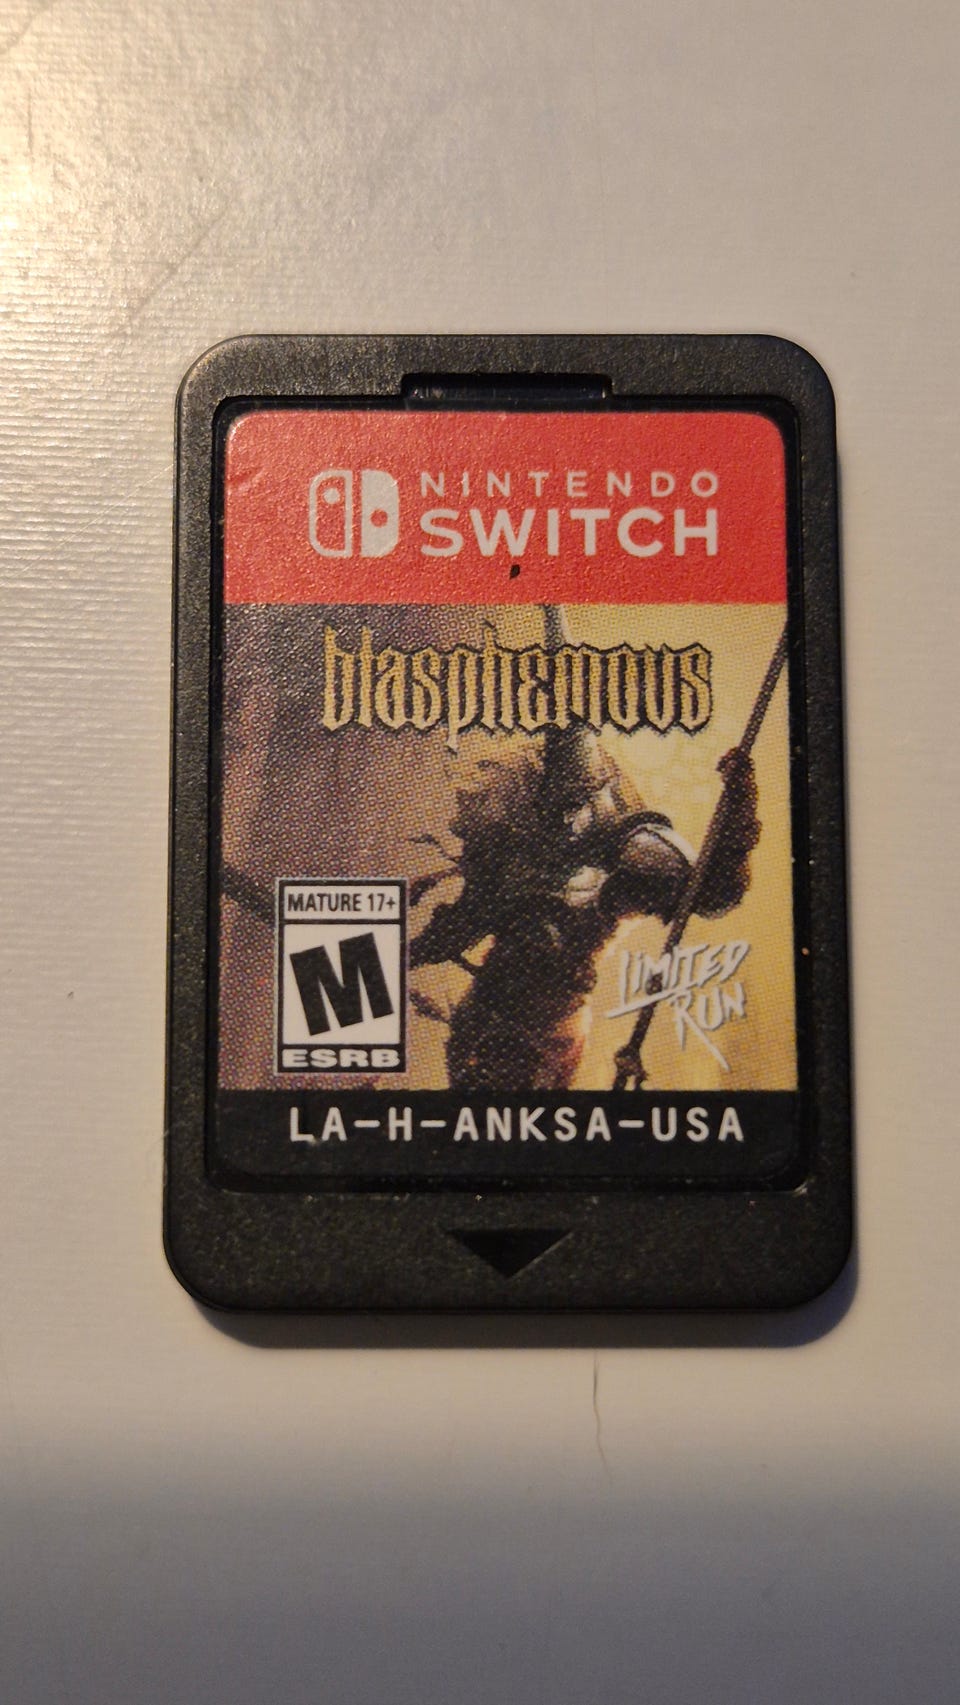 NINTENDO
SWITCH
blasphemous
MATURE 17+
M
ESRB
LIMITED
RUN
LA-H-ANKSA-USA